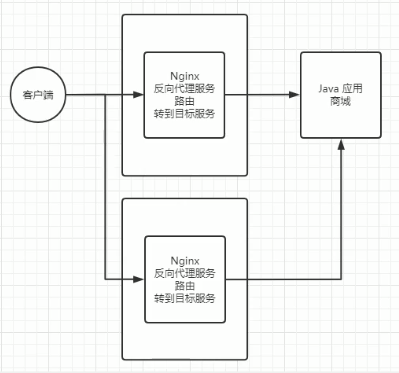 客户端
Nginx
反向代理服务
路由
转到目标服务
Java 应用
商城
Nginx
反向代理服务
路由
转到目标服务